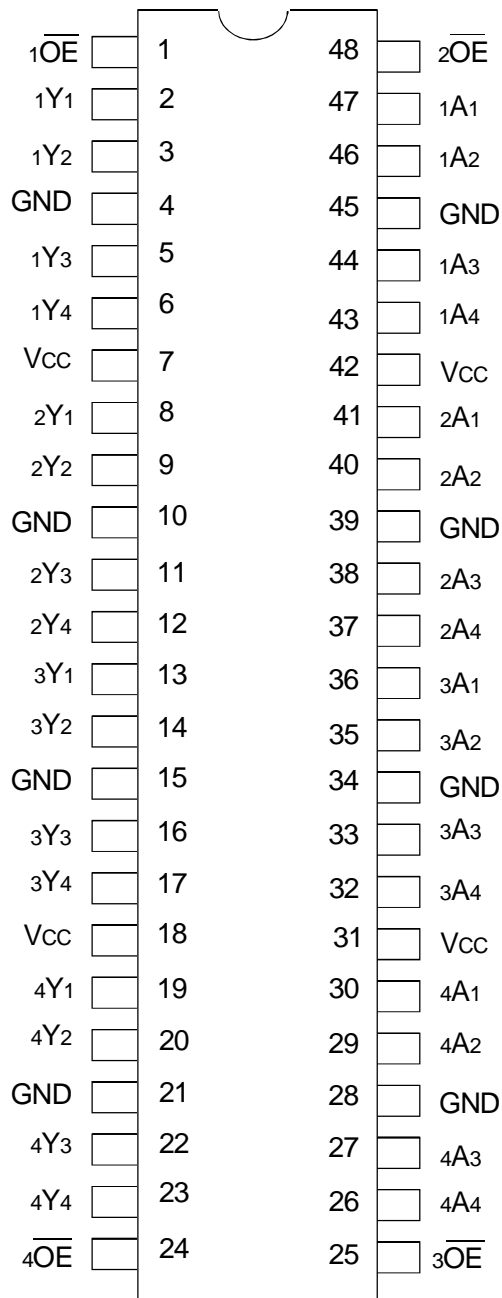 1OE 1 48 2OE
1Y1 2 47 1A1
1Y2 3 46 1A2
GND 4 45 GND
1Y3 5 44 1A3
1Y4 6 43 1A4
VCC 7 42 VCC
2Y1 8 41 2A1
2Y2 9 40 2A2
GND 10 39 GND
2Y3 11 38 2A3
2Y4 12 37 2A4
3Y1 13 36 3A1
3Y2 14 35 3A2
GND 15 34 GND
3Y3 16 33 3A3
3Y4 17 32 3A4
VCC 18 31 VCC
4Y1 19 30 4A1
4Y2 20 29 4A2
GND 21 28 GND
4Y3 22 27 4A3
4Y4 23 26 4A4
4OE 24 25 3OE